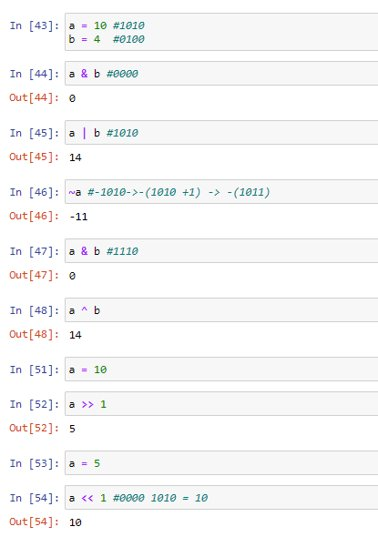 In [43]: a = 10 #1010
b = 4 #0100
In [44]: a & b #0000
Out[44]: 0
In [45]: a | b #1010
Out[45]: 14
In [46]: ~a #-1010->-(1010 +1) -> -(1011)
Out[46]: -11
In [47]: a & b #1110
Out[47]: 0
In [48]: a ^ b
Out[48]: 14
In [51]: a = 10
In [52]: a >> 1
Out[52]: 5
In [53]: a = 5
In [54]: a << 1 #0000 1010 = 10
Out[54]: 10